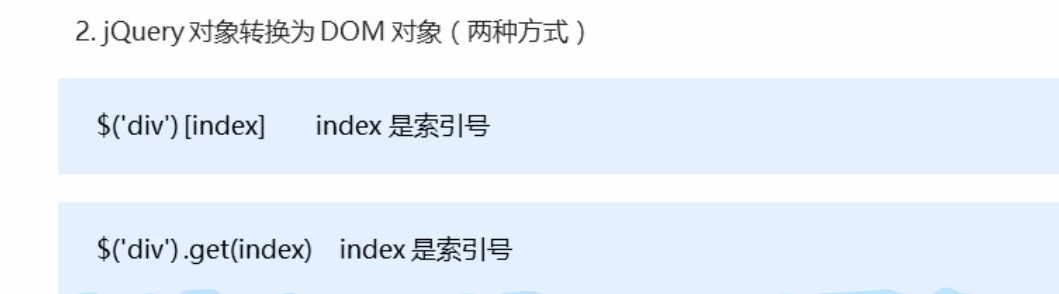 2. jQuery 对象转换为 DOM 对象（两种方式）
$('div') [index] index 是索引号
$('div') .get(index) index 是索引号